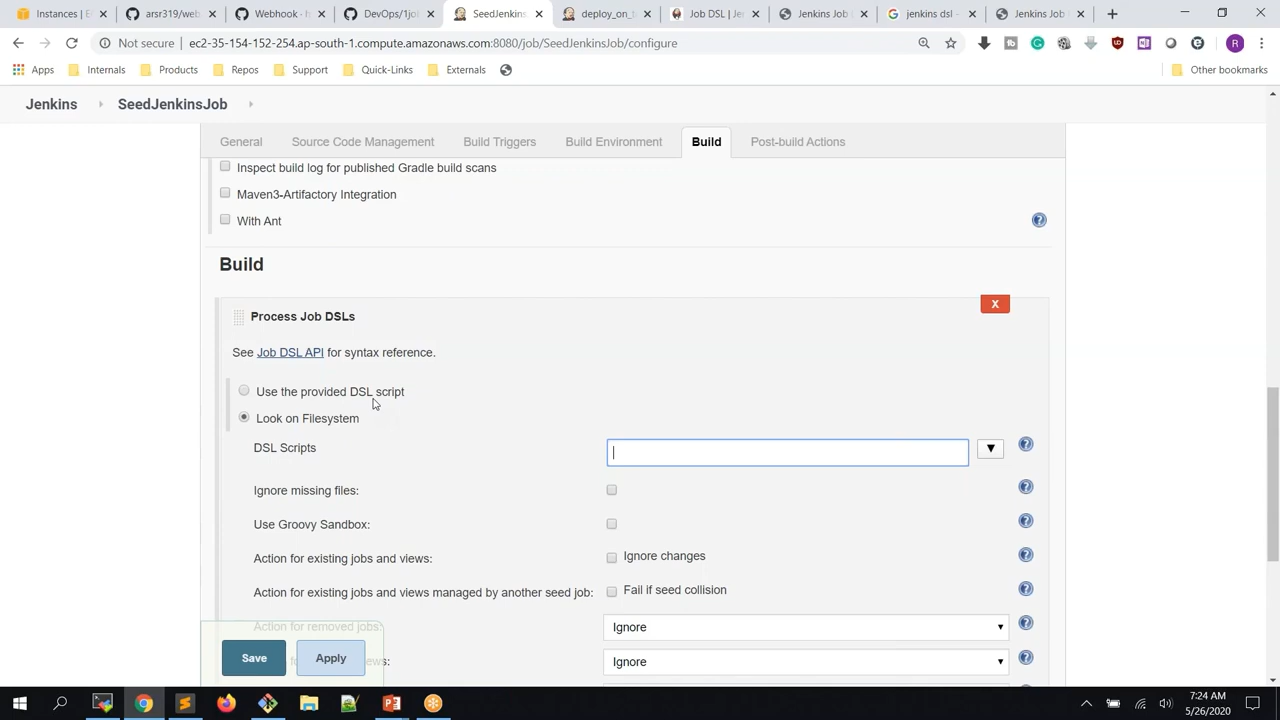 Instances | E
arsr319/web
Webhook - h
DevOps/1job
SeedJenkins
deploy_on_t
Job DSL | Je
Jenkins Job
jenkins dsl -
Jenkins Job
Not secure
ec2-35-154-152-254.ap-south-1.compute.amazonaws.com:8080/job/SeedJenkinsJob/configure
Apps
Internals
Products
Repos
Support
Quick-Links
Externals
Other bookmarks
Jenkins
SeedJenkinsJob
General
Source Code Management
Build Triggers
Build Environment
Build
Post-build Actions
Inspect build log for published Gradle build scans
Maven3-Artifactory Integration
With Ant
Build
X
Process Job DSLs
See Job DSL API for syntax reference.
Use the provided DSL script
Look on Filesystem
DSL Scripts
Ignore missing files:
Use Groovy Sandbox:
Action for existing jobs and views:
Ignore changes
Action for existing jobs and views managed by another seed job:
Fail if seed collision
Action for removed jobs:
Ignore
Save
Apply
Ignore
7:24 AM
5/26/2020